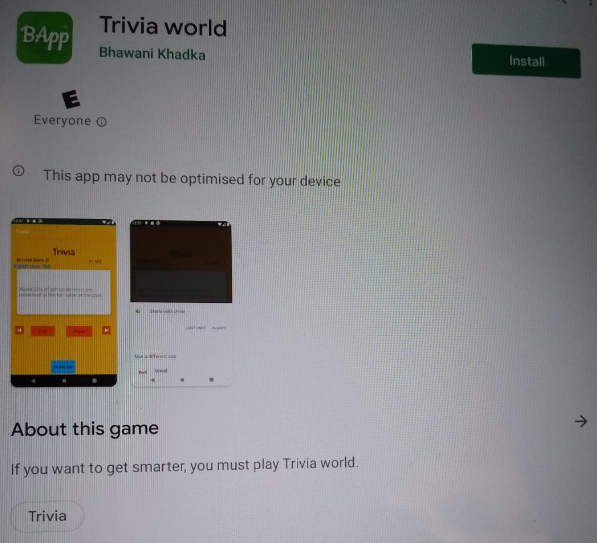 BApp
Trivia world
Bhawani Khadka
Install
E
Everyone
This app may not be optimised for your device
Trivia
About this game
If you want to get smarter, you must play Trivia world.
Trivia